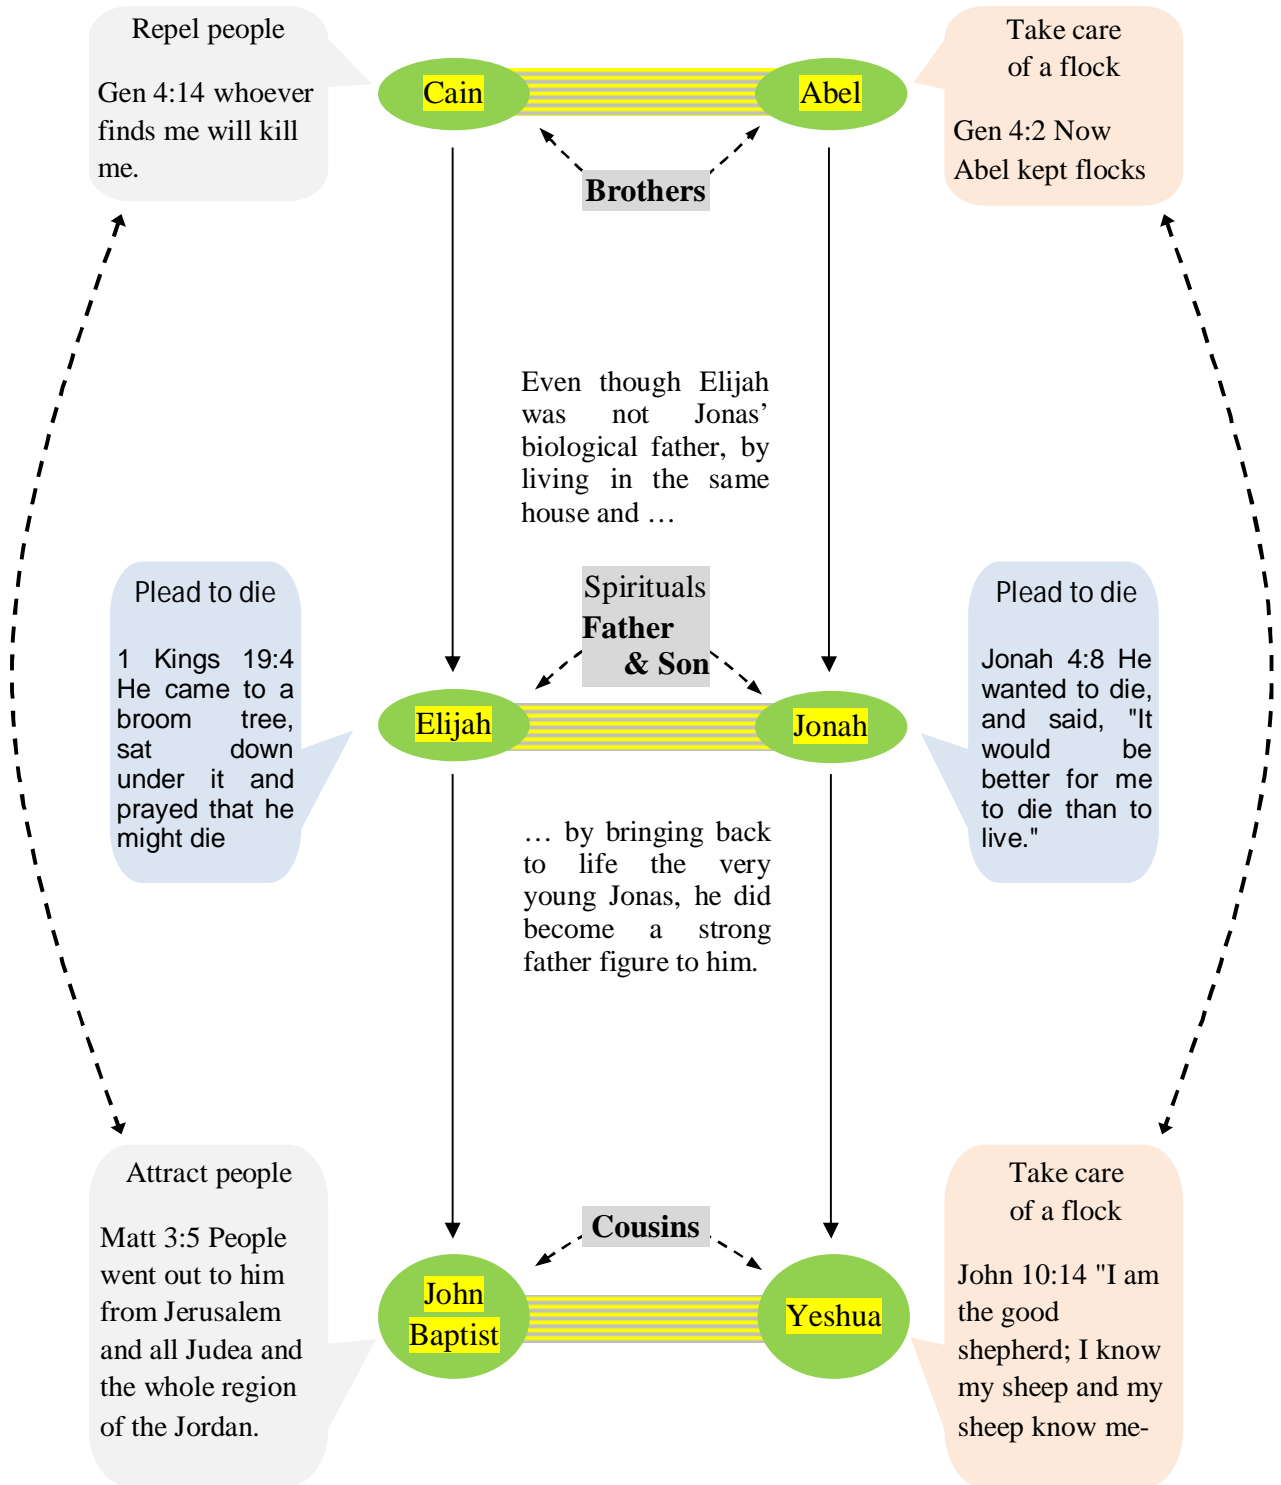 Repel people
Gen 4:14 whoever
finds me will kill
me.
Cain
Abel
Take care
of a flock
Gen 4:2 Now
Abel kept flocks
Brothers
Even though Elijah
was not Jonas’
biological father, by
living in the same
house and …
Plead to die
1 Kings 19:4
He came to a
broom tree,
sat down
under it and
prayed that he
might die
Spirituals
Father
& Son
Elijah
Jonah
Plead to die
Jonah 4:8 He
wanted to die,
and said, "It
would be
better for me
to die than to
live."
… by bringing back
to life the very
young Jonas, he did
become a strong
father figure to him.
Attract people
Matt 3:5 People
went out to him
from Jerusalem
and all Judea and
the whole region
of the Jordan.
Cousins
John
Baptist
Yeshua
Take care
of a flock
John 10:14 "I am
the good
shepherd; I know
my sheep and my
sheep know me-